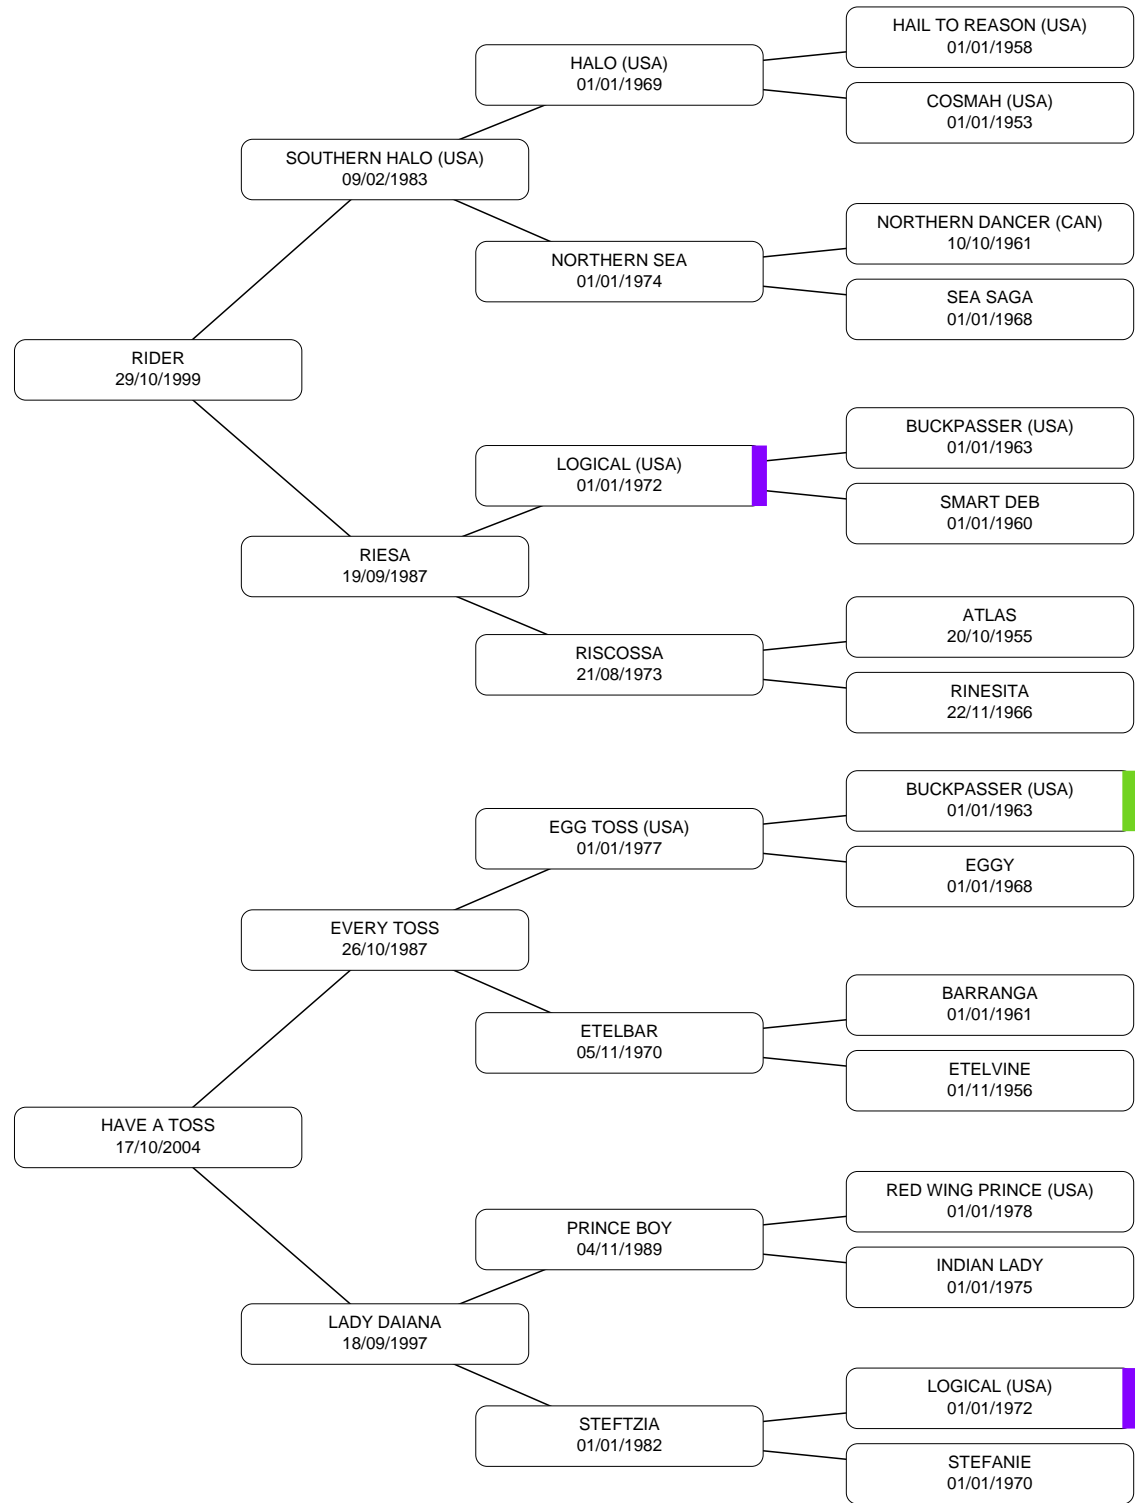 HAIL TO REASON (USA)
01/01/1958
HALO (USA)
01/01/1969
COSMAH (USA)
01/01/1953
SOUTHERN HALO (USA)
09/02/1983
NORTHERN DANCER (CAN)
10/10/1961
NORTHERN SEA
01/01/1974
SEA SAGA
01/01/1968
RIDER
29/10/1999
BUCKPASSER (USA)
01/01/1963
LOGICAL (USA)
01/01/1972
SMART DEB
01/01/1960
RIESA
19/09/1987
ATLAS
20/10/1955
RISCOSSA
21/08/1973
RINESITA
22/11/1966
BUCKPASSER (USA)
01/01/1963
EGG TOSS (USA)
01/01/1977
EGGY
01/01/1968
EVERY TOSS
26/10/1987
BARRANGA
01/01/1961
ETELBAR
05/11/1970
ETELVINE
01/11/1956
HAVE A TOSS
17/10/2004
RED WING PRINCE (USA)
01/01/1978
PRINCE BOY
04/11/1989
INDIAN LADY
01/01/1975
LADY DAIANA
18/09/1997
LOGICAL (USA)
01/01/1972
STEFTZIA
01/01/1982
STEFANIE
01/01/1970